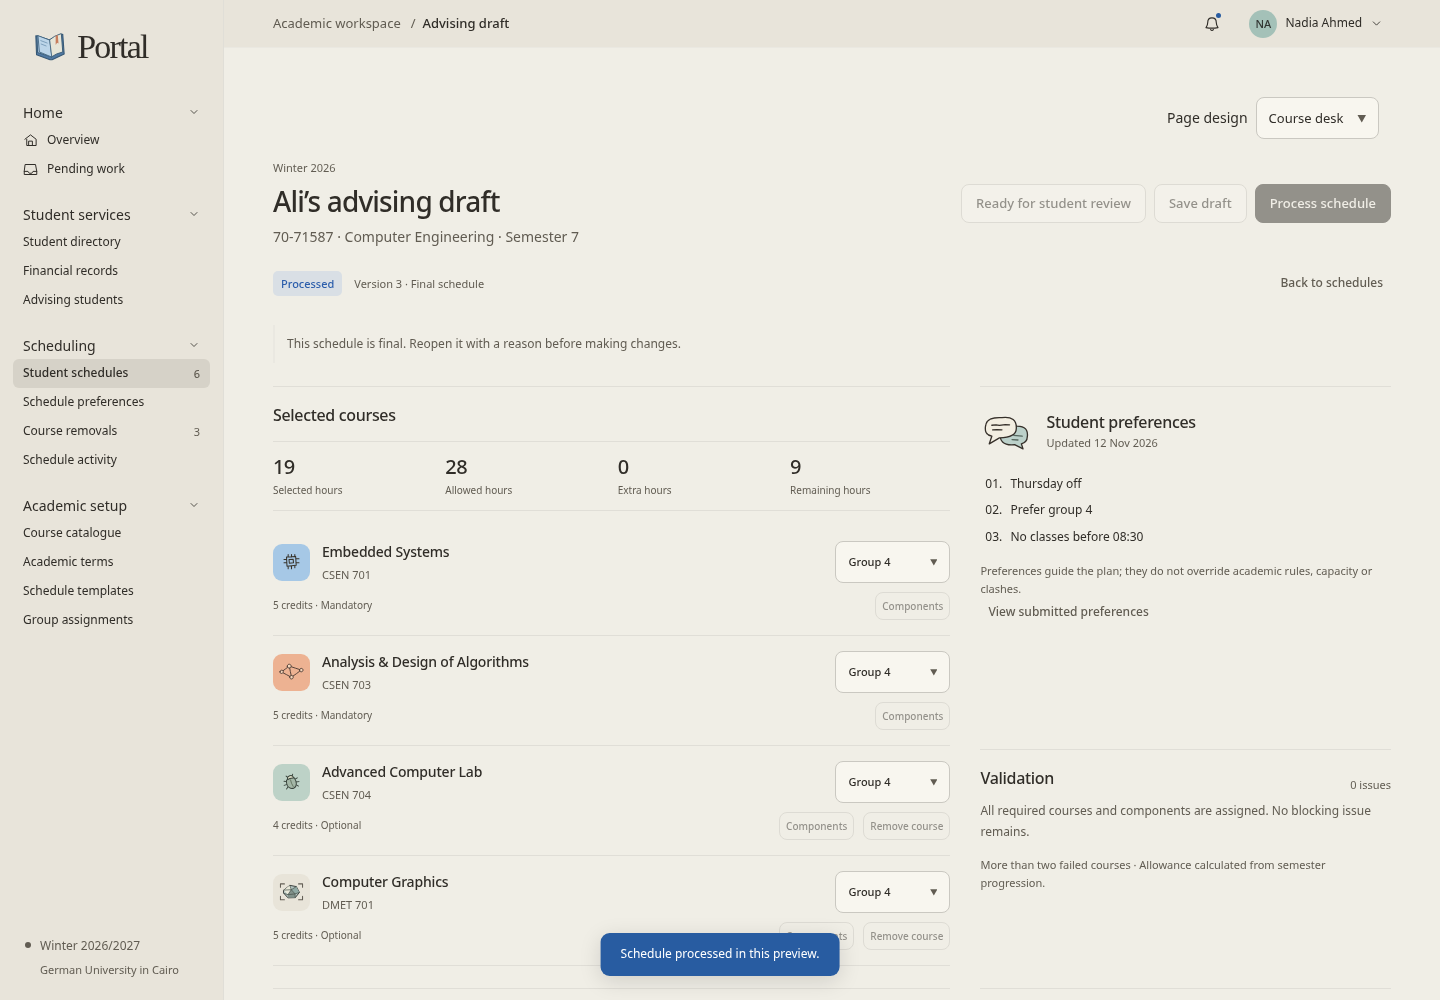 Portal
Academic workspace / Advising draft
NA Nadia Ahmed
Home
Overview
Pending work
Student services
Student directory
Financial records
Advising students
Scheduling
Student schedules 6
Schedule preferences
Course removals 3
Schedule activity
Academic setup
Course catalogue
Academic terms
Schedule templates
Group assignments
Winter 2026/2027
German University in Cairo
Page design Course desk
Winter 2026
Ali’s advising draft
70-71587 · Computer Engineering · Semester 7
Ready for student review Save draft Process schedule
Processed Version 3 · Final schedule
Back to schedules
This schedule is final. Reopen it with a reason before making changes.
Selected courses
19 28 0 9
Selected hours Allowed hours Extra hours Remaining hours
Embedded Systems
CSEN 701
Group 4
5 credits · Mandatory
Components
Analysis & Design of Algorithms
CSEN 703
Group 4
5 credits · Mandatory
Components
Advanced Computer Lab
CSEN 704
Group 4
4 credits · Optional
Components Remove course
Computer Graphics
DMET 701
Group 4
5 credits · Optional
Remove course
Student preferences
Updated 12 Nov 2026
01. Thursday off
02. Prefer group 4
03. No classes before 08:30
Preferences guide the plan; they do not override academic rules, capacity or
clashes.
View submitted preferences
Validation
0 issues
All required courses and components are assigned. No blocking issue
remains.
More than two failed courses · Allowance calculated from semester
progression.
Schedule processed in this preview.